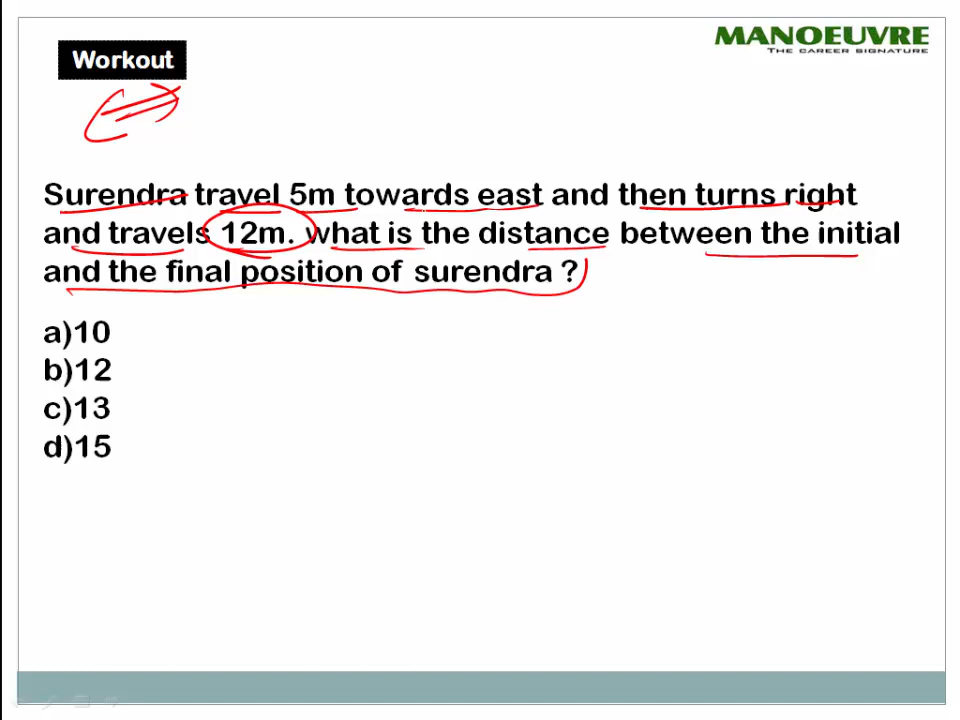 MANOEUVRE
THE CAREER SIGNATURE
Workout
Surendra travel 5m towards east and then turns right
and travels 12m. what is the distance between the initial
and the final position of surendra ?
a)10
b)12
c)13
d)15